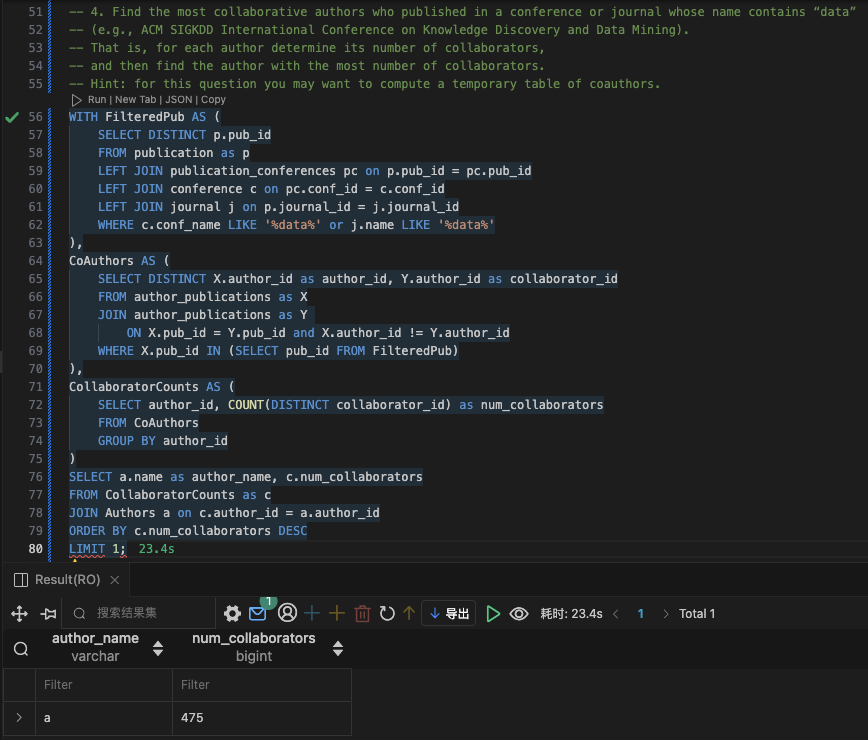 51 -- 4. Find the most collaborative authors who published in a conference or journal whose name contains “data”
52 -- (e.g., ACM SIGKDD International Conference on Knowledge Discovery and Data Mining).
53 -- That is, for each author determine its number of collaborators,
54 -- and then find the author with the most number of collaborators.
55 -- Hint: for this question you may want to compute a temporary table of coauthors.
Run | New Tab | JSON | Copy
56 WITH FilteredPub AS (
57 SELECT DISTINCT p.pub_id
58 FROM publication as p
59 LEFT JOIN publication_conferences pc on p.pub_id = pc.pub_id
60 LEFT JOIN conference c on pc.conf_id = c.conf_id
61 LEFT JOIN journal j on p.journal_id = j.journal_id
62 WHERE c.conf_name LIKE '%data%' or j.name LIKE '%data%'
63 ),
64 CoAuthors AS (
65 SELECT DISTINCT X.author_id as author_id, Y.author_id as collaborator_id
66 FROM author_publications as X
67 JOIN author_publications as Y
68 ON X.pub_id = Y.pub_id and X.author_id != Y.author_id
69 WHERE X.pub_id IN (SELECT pub_id FROM FilteredPub)
70 ),
71 CollaboratorCounts AS (
72 SELECT author_id, COUNT(DISTINCT collaborator_id) as num_collaborators
73 FROM CoAuthors
74 GROUP BY author_id
75 )
76 SELECT a.name as author_name, c.num_collaborators
77 FROM CollaboratorCounts as c
78 JOIN Authors a on c.author_id = a.author_id
79 ORDER BY c.num_collaborators DESC
80 LIMIT 1; 23.4s
Result(RO)
搜索结果集 1 导出 耗时: 23.4s 1 Total 1
author_name num_collaborators
varchar bigint
Filter Filter
a 475